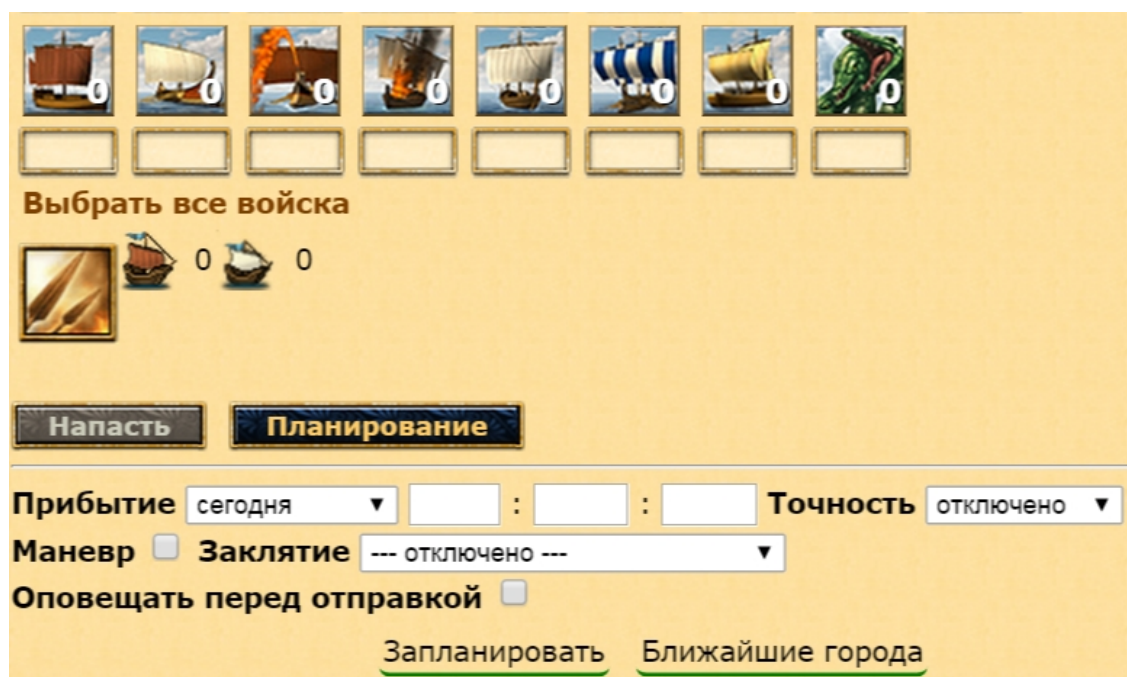 0 0 0 0 0 0 0 0
Выбрать все войска
0 0
Напасть Планирование
Прибытие сегодня : : Точность отключено
Маневр Заклятие --- отключено ---
Оповещать перед отправкой
Запланировать Ближайшие города